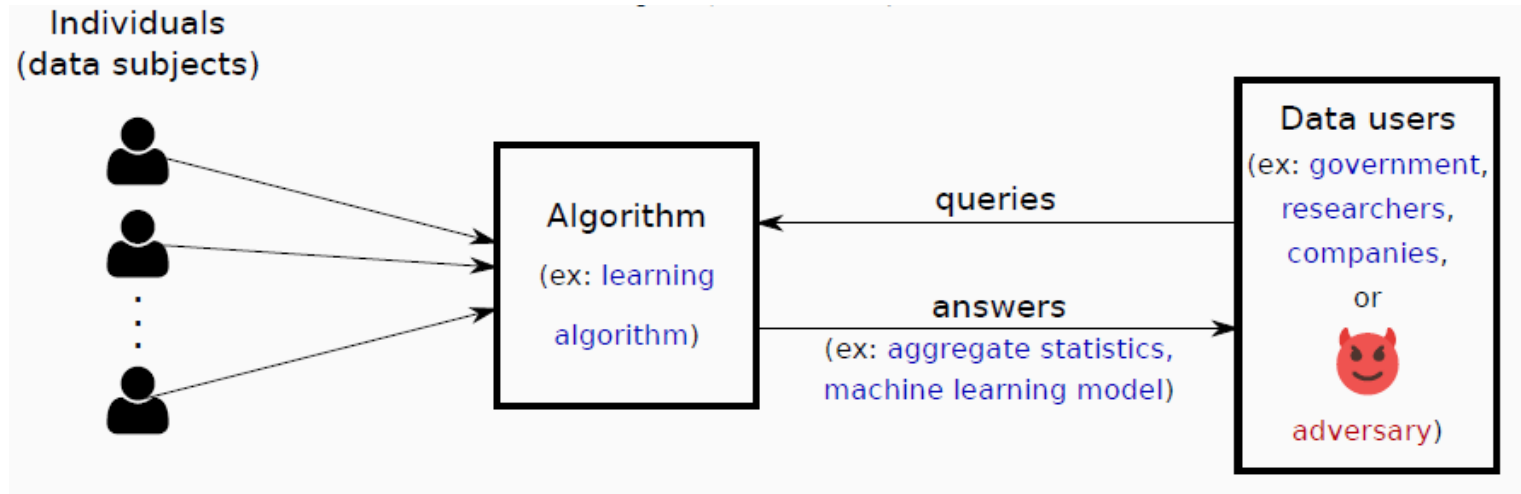 Individuals
(data subjects)
Algorithm
(ex: learning
algorithm)
queries
answers
(ex: aggregate statistics,
machine learning model)
Data users
(ex: government,
researchers,
companies,
or
adversary)